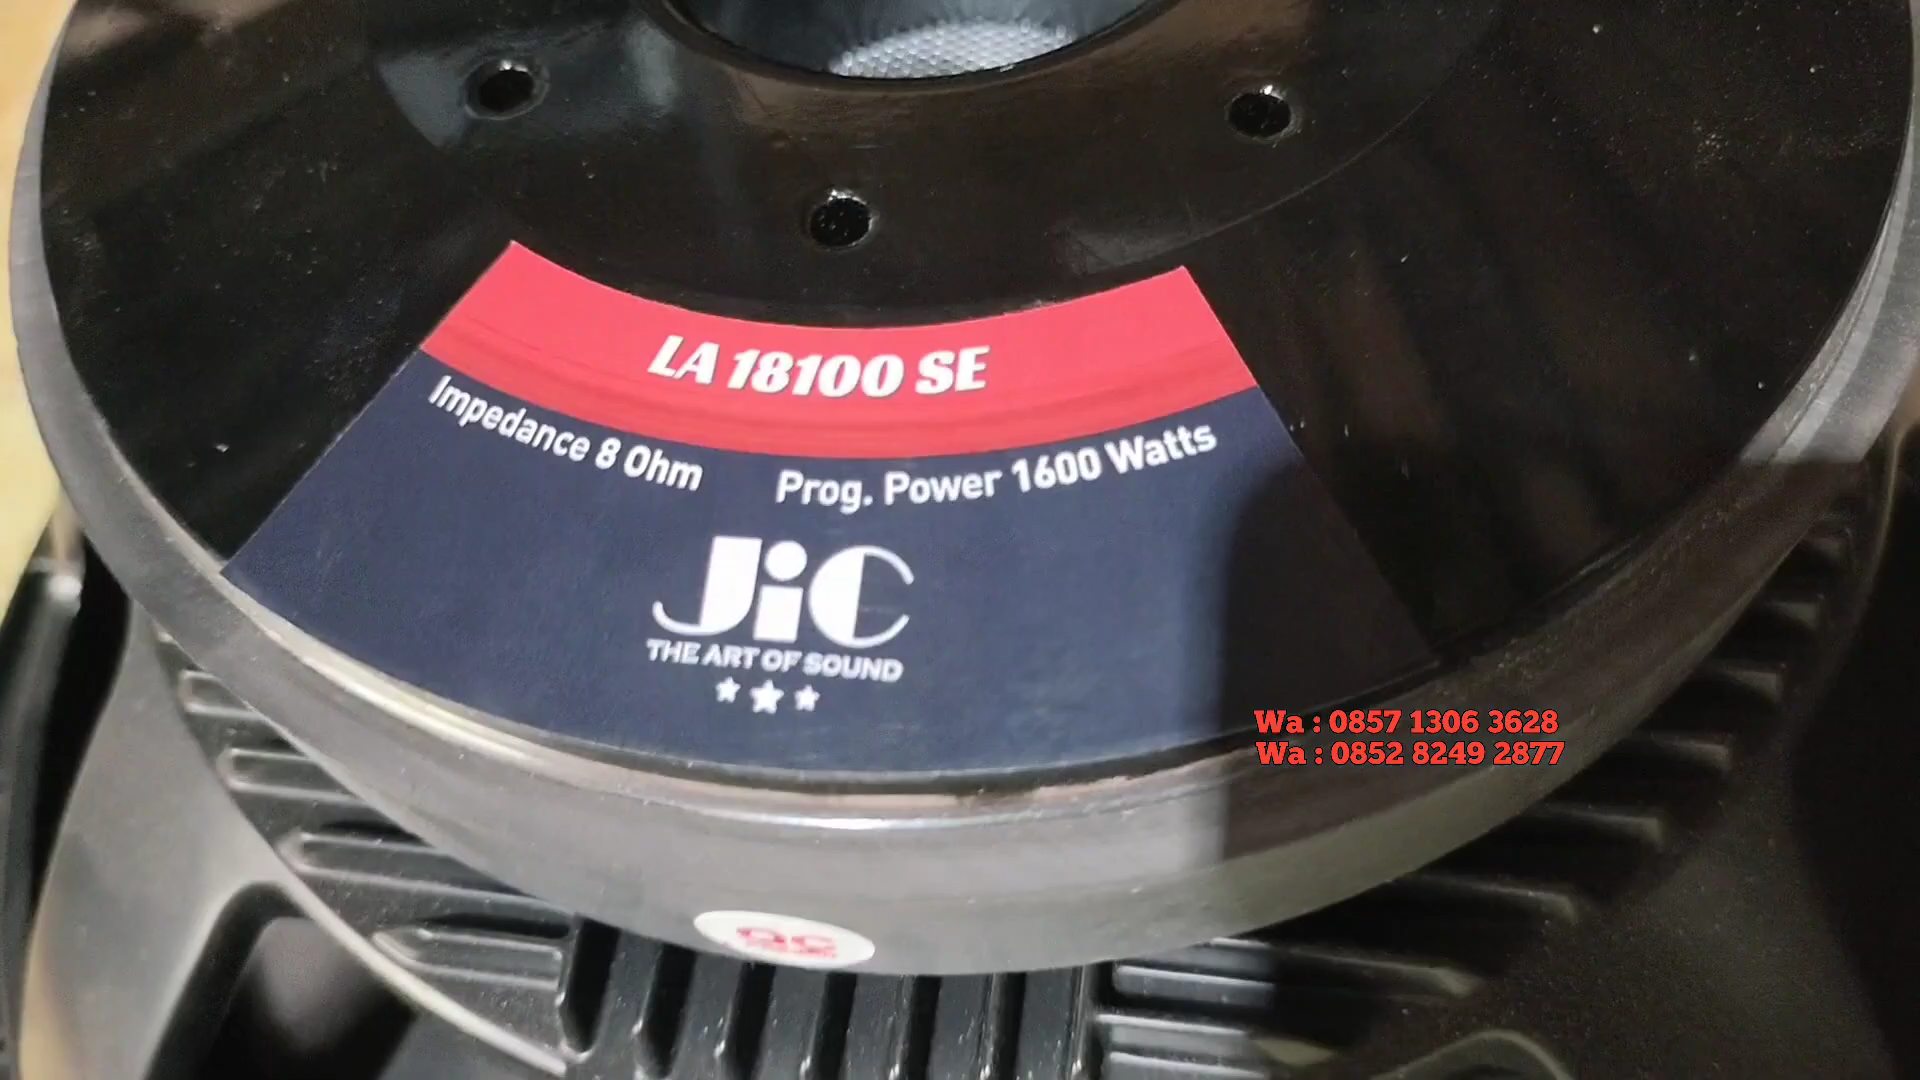 LA 18100 SE
Impedance 8 Ohm Prog. Power 1600 Watts
JiC
THE ART OF SOUND
Wa : 0857 1306 3628
Wa : 0852 8249 2877